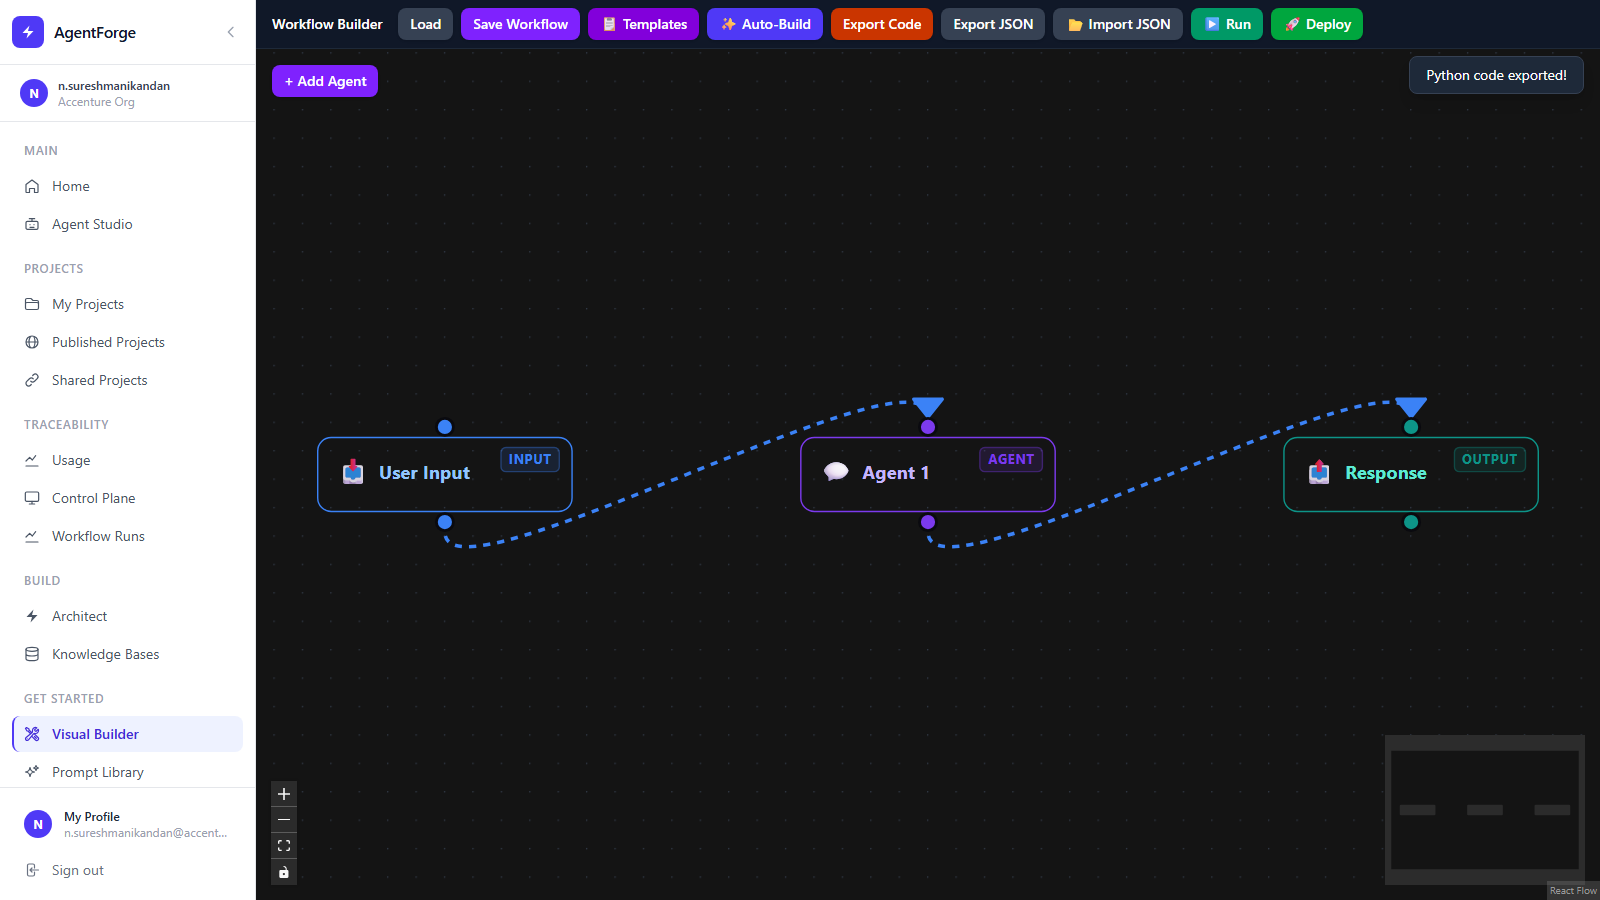 AgentForge
N
n.sureshmanikandan
Accenture Org
MAIN
Home
Agent Studio
PROJECTS
My Projects
Published Projects
Shared Projects
TRACEABILITY
Usage
Control Plane
Workflow Runs
BUILD
Architect
Knowledge Bases
GET STARTED
Visual Builder
Prompt Library
N
My Profile
n.sureshmanikandan@accent...
Sign out
Workflow Builder
Load
Save Workflow
Templates
Auto-Build
Export Code
Export JSON
Import JSON
Run
Deploy
+ Add Agent
Python code exported!
User Input
INPUT
Agent 1
AGENT
Response
OUTPUT
React Flow